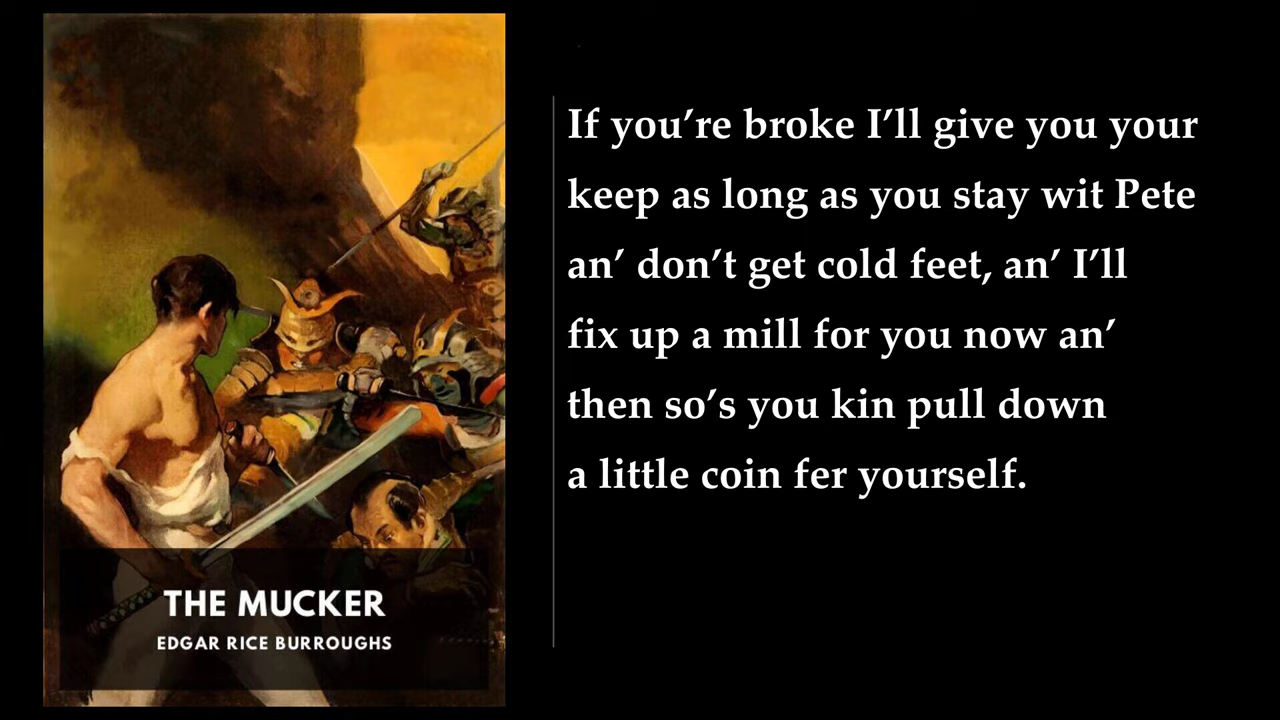 THE MUCKER
EDGAR RICE BURROUGHS
If you’re broke I’ll give you your
keep as long as you stay wit Pete
an’ don’t get cold feet, an’ I’ll
fix up a mill for you now an’
then so’s you kin pull down
a little coin fer yourself.